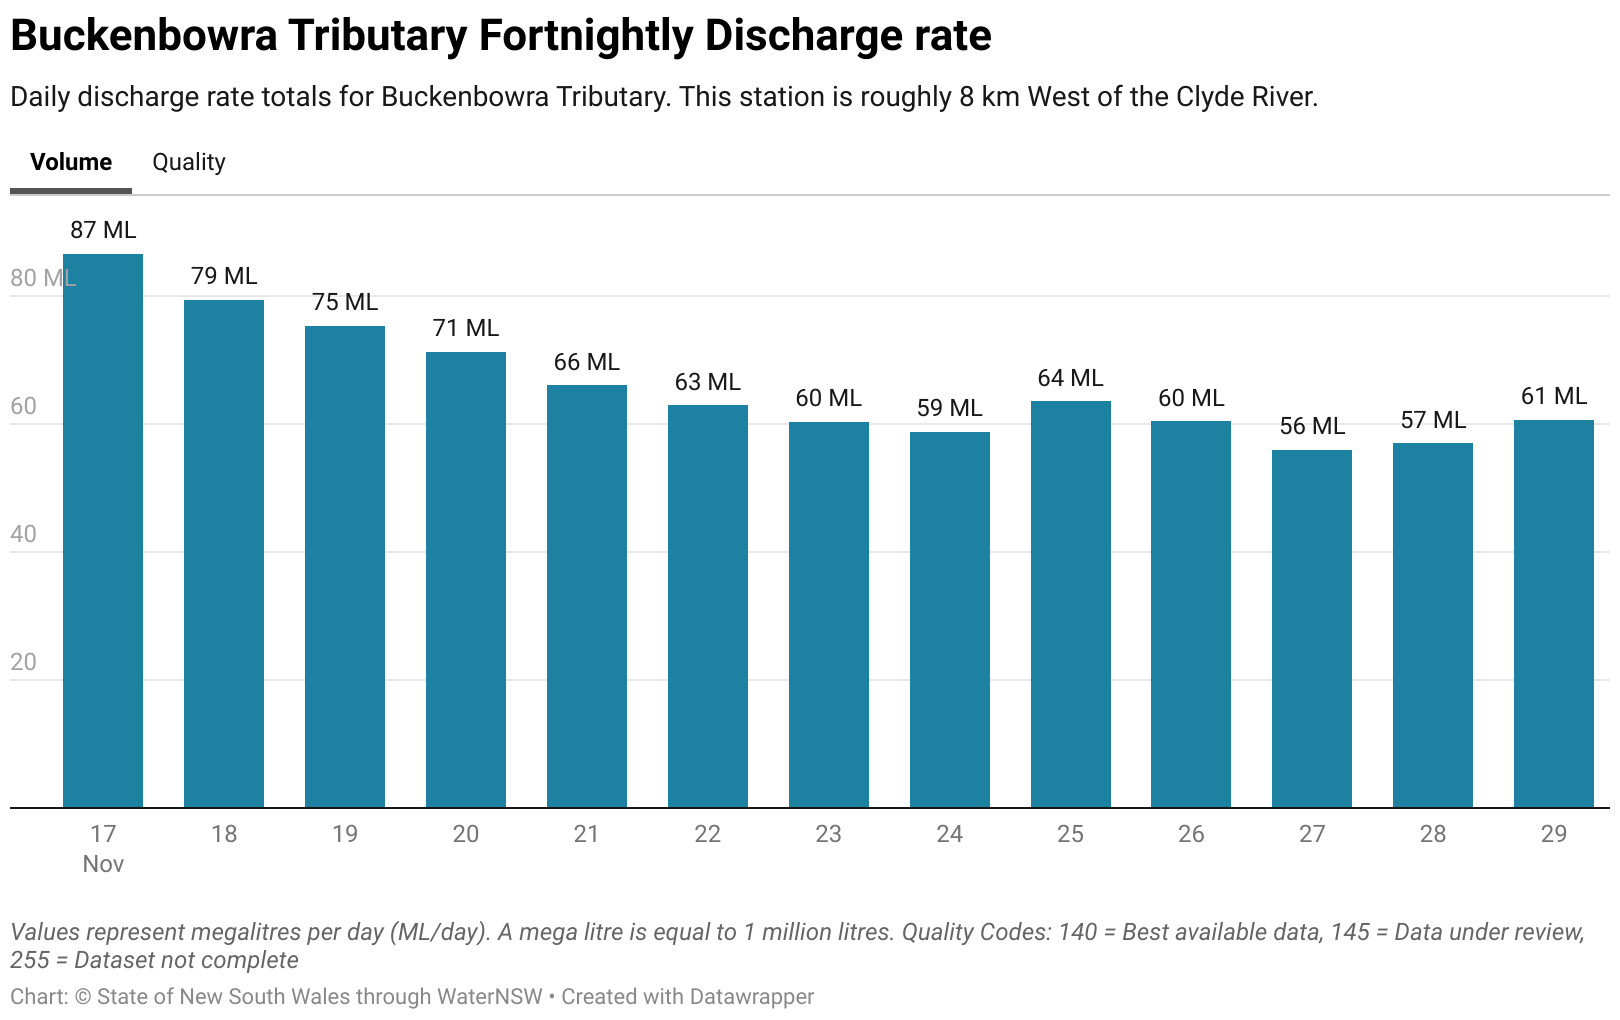 Buckenbowra Tributary Fortnightly Discharge rate
Daily discharge rate totals for Buckenbowra Tributary. This station is roughly 8 km West of the Clyde River.
Volume Quality
87 ML
80 ML
79 ML
75 ML
71 ML
66 ML
63 ML
60 ML
59 ML
64 ML
60 ML
56 ML
57 ML
61 ML
60
40
20
17 18 19 20 21 22 23 24 25 26 27 28 29
Nov
Values represent megalitres per day (ML/day). A mega litre is equal to 1 million litres. Quality Codes: 140 = Best available data, 145 = Data under review,
255 = Dataset not complete
Chart: © State of New South Wales through WaterNSW • Created with Datawrapper